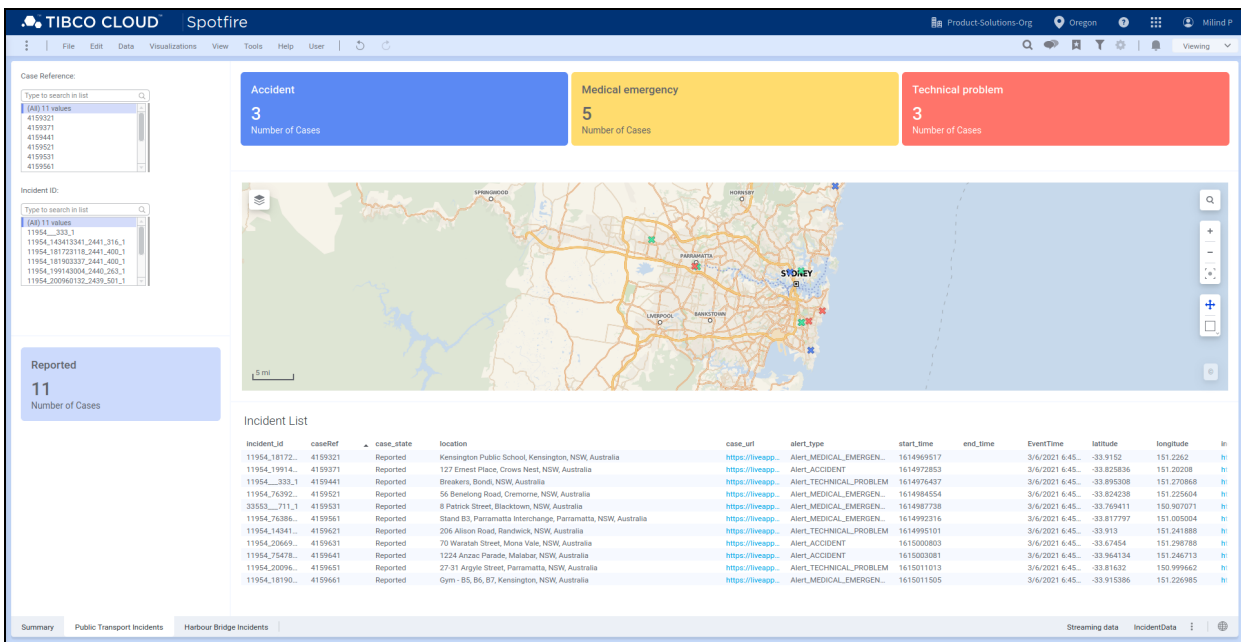 TIBCO CLOUD™ Spotfire
Product-Solutions-Org Oregon Milind P
File Edit Data Visualizations View Tools Help User
Viewing
Case Reference:
Type to search in list
(All) 11 values
4159321
4159371
4159441
4159521
4159531
4159561
Incident ID:
Type to search in list
(All) 11 values
11954__333_1
11954_143413341_2441_316_1
11954_181723118_2441_400_1
11954_181903337_2441_400_1
11954_199143004_2440_263_1
11954_200960132_2439_501_1
Reported
11
Number of Cases
Accident
3
Number of Cases
Medical emergency
5
Number of Cases
Technical problem
3
Number of Cases
SPRINGWOOD
HORNSBY
PARRAMATTA
SYDNEY
LIVERPOOL
BANKSTOWN
5 mi
Incident List
incident_id caseRef case_state location case_url alert_type start_time end_time EventTime latitude longitude
11954_18172... 4159321 Reported Kensington Public School, Kensington, NSW, Australia https://liveapp... Alert_MEDICAL_EMERGEN... 1614969517 3/6/2021 6:45... -33.9152 151.2262
11954_19914... 4159371 Reported 127 Ernest Place, Crows Nest, NSW, Australia https://liveapp... Alert_ACCIDENT 1614972853 3/6/2021 6:45... -33.825836 151.20208
11954__333_1 4159441 Reported Breakers, Bondi, NSW, Australia https://liveapp... Alert_TECHNICAL_PROBLEM 1614976437 3/6/2021 6:45... -33.895308 151.270868
11954_76392... 4159521 Reported 56 Benelong Road, Cremorne, NSW, Australia https://liveapp... Alert_MEDICAL_EMERGEN... 1614984554 3/6/2021 6:45... -33.824238 151.225604
33553__711_1 4159531 Reported 8 Patrick Street, Blacktown, NSW, Australia https://liveapp... Alert_MEDICAL_EMERGEN... 1614987738 3/6/2021 6:45... -33.769411 150.907071
11954_76386... 4159561 Reported Stand B3, Parramatta Interchange, Parramatta, NSW, Australia https://liveapp... Alert_MEDICAL_EMERGEN... 1614992316 3/6/2021 6:45... -33.817797 151.005004
11954_14341... 4159621 Reported 206 Alison Road, Randwick, NSW, Australia https://liveapp... Alert_TECHNICAL_PROBLEM 1614995101 3/6/2021 6:45... -33.913 151.241888
11954_20669... 4159631 Reported 70 Waratah Street, Mona Vale, NSW, Australia https://liveapp... Alert_ACCIDENT 1615000803 3/6/2021 6:45... -33.67454 151.298788
11954_75478... 4159641 Reported 1224 Anzac Parade, Malabar, NSW, Australia https://liveapp... Alert_ACCIDENT 1615003081 3/6/2021 6:45... -33.964134 151.246713
11954_20096... 4159651 Reported 27-31 Argyle Street, Parramatta, NSW, Australia https://liveapp... Alert_TECHNICAL_PROBLEM 1615011013 3/6/2021 6:45... -33.81632 150.999662
11954_18190... 4159661 Reported Gym - B5, B6, B7, Kensington, NSW, Australia https://liveapp... Alert_MEDICAL_EMERGEN... 1615011505 3/6/2021 6:45... -33.915386 151.226985
Summary Public Transport Incidents Harbour Bridge Incidents Streaming data IncidentData